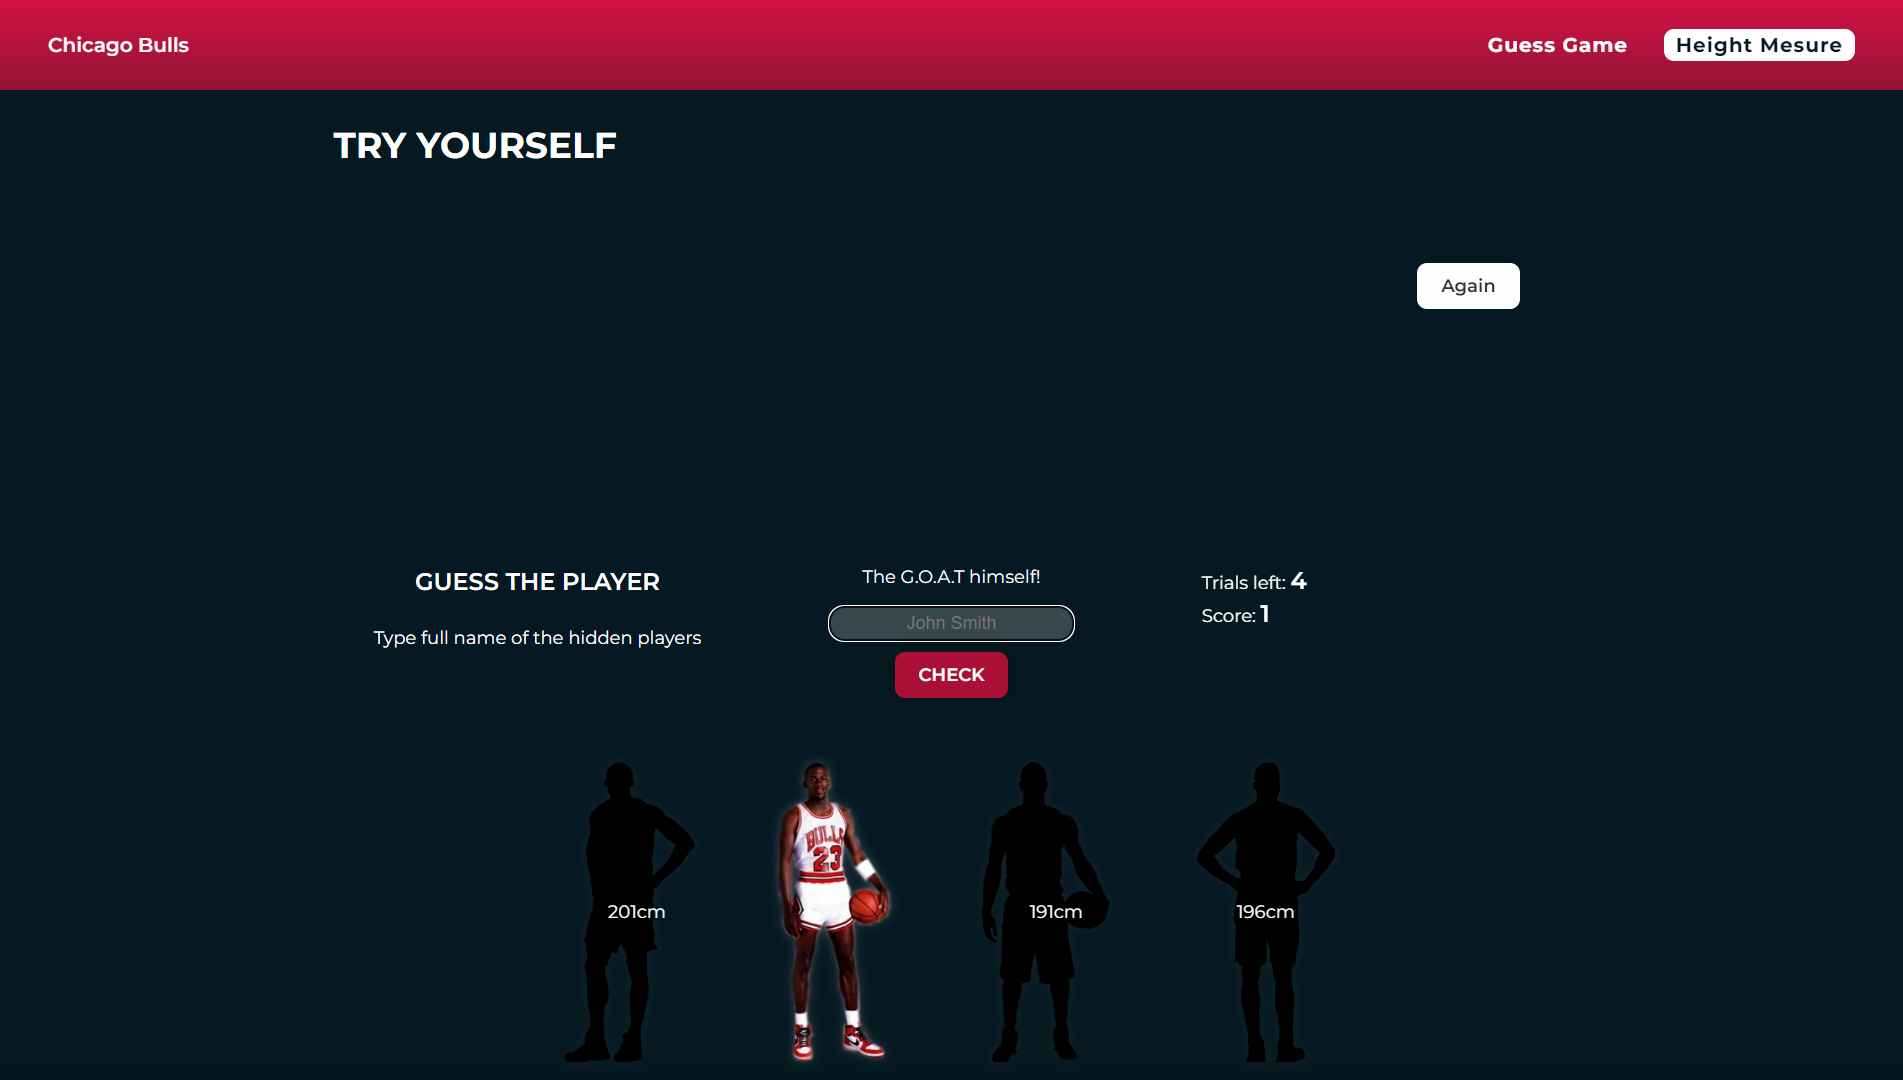 Chicago Bulls
Guess Game
Height Mesure
TRY YOURSELF
Again
GUESS THE PLAYER
Type full name of the hidden players
The G.O.A.T himself!
John Smith
CHECK
Trials left: 4
Score: 1
BULLS
23
201cm
191cm
196cm